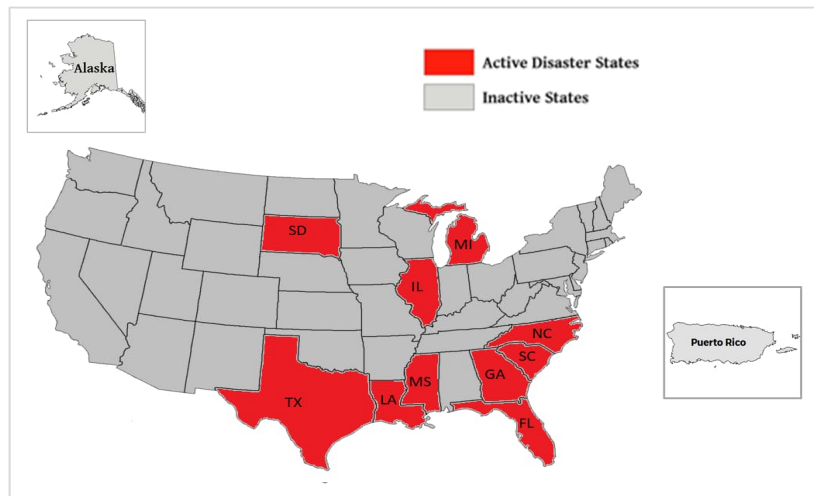 Alaska
Active Disaster States
Inactive States
SD
MI
IL
NC
SC
GA
MS
LA
TX
FL
Puerto Rico